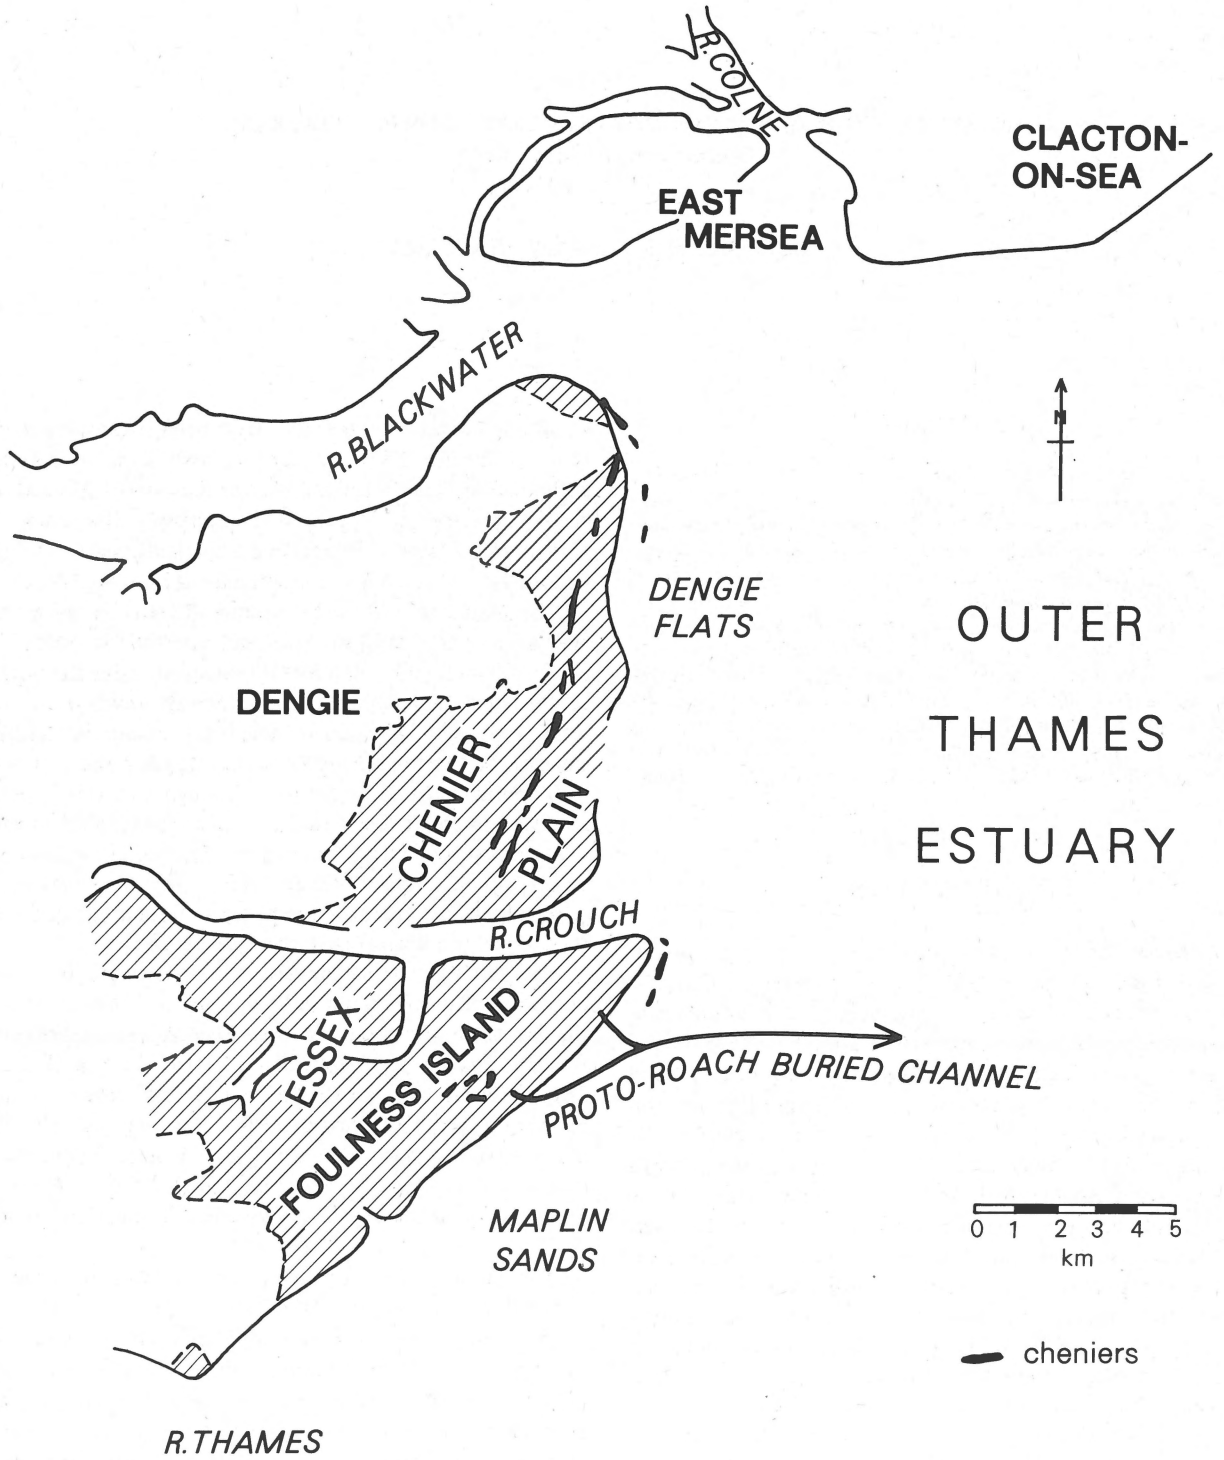 R. COLNE
CLACTON-
ON-SEA
EAST
MERSEA
R. BLACKWATER
N
DENGIE
FLATS
OUTER
DENGIE
THAMES
CHENIER
PLAIN
ESTUARY
R. CROUCH
ESSEX
FOULNESS ISLAND
PROTO-ROACH BURIED CHANNEL
MAPLIN
SANDS
0 1 2 3 4 5
km
cheniers
R. THAMES